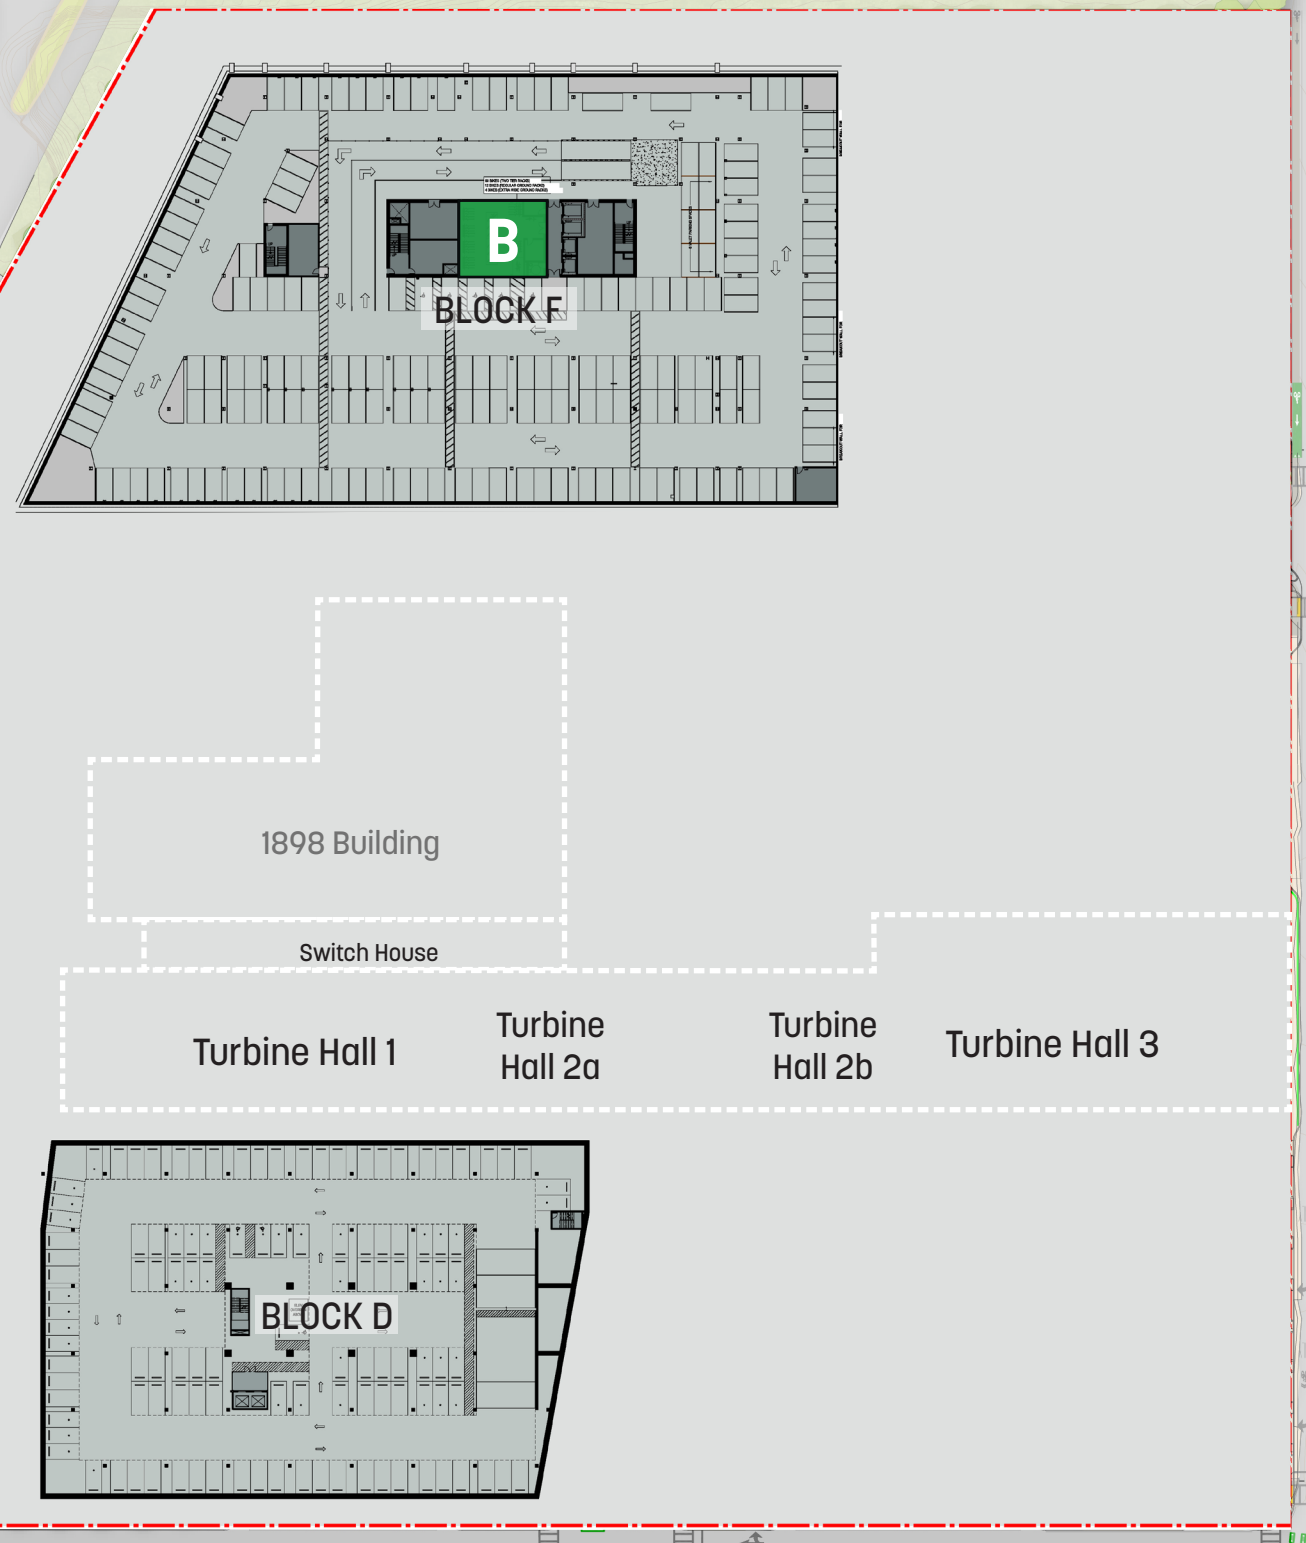 B
BLOCK F
1898 Building
Switch House
Turbine Hall 1
Turbine
Hall 2a
Turbine
Hall 2b
Turbine Hall 3
BLOCK D